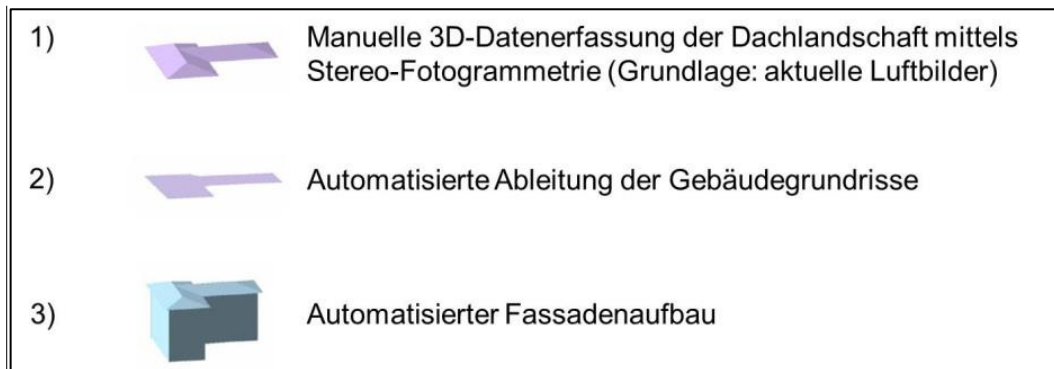 1) Manuelle 3D-Datenerfassung der Dachlandschaft mittels
Stereo-Fotogrammetrie (Grundlage: aktuelle Luftbilder)
2) Automatisierte Ableitung der Gebäudegrundrisse
3) Automatisierter Fassadenaufbau